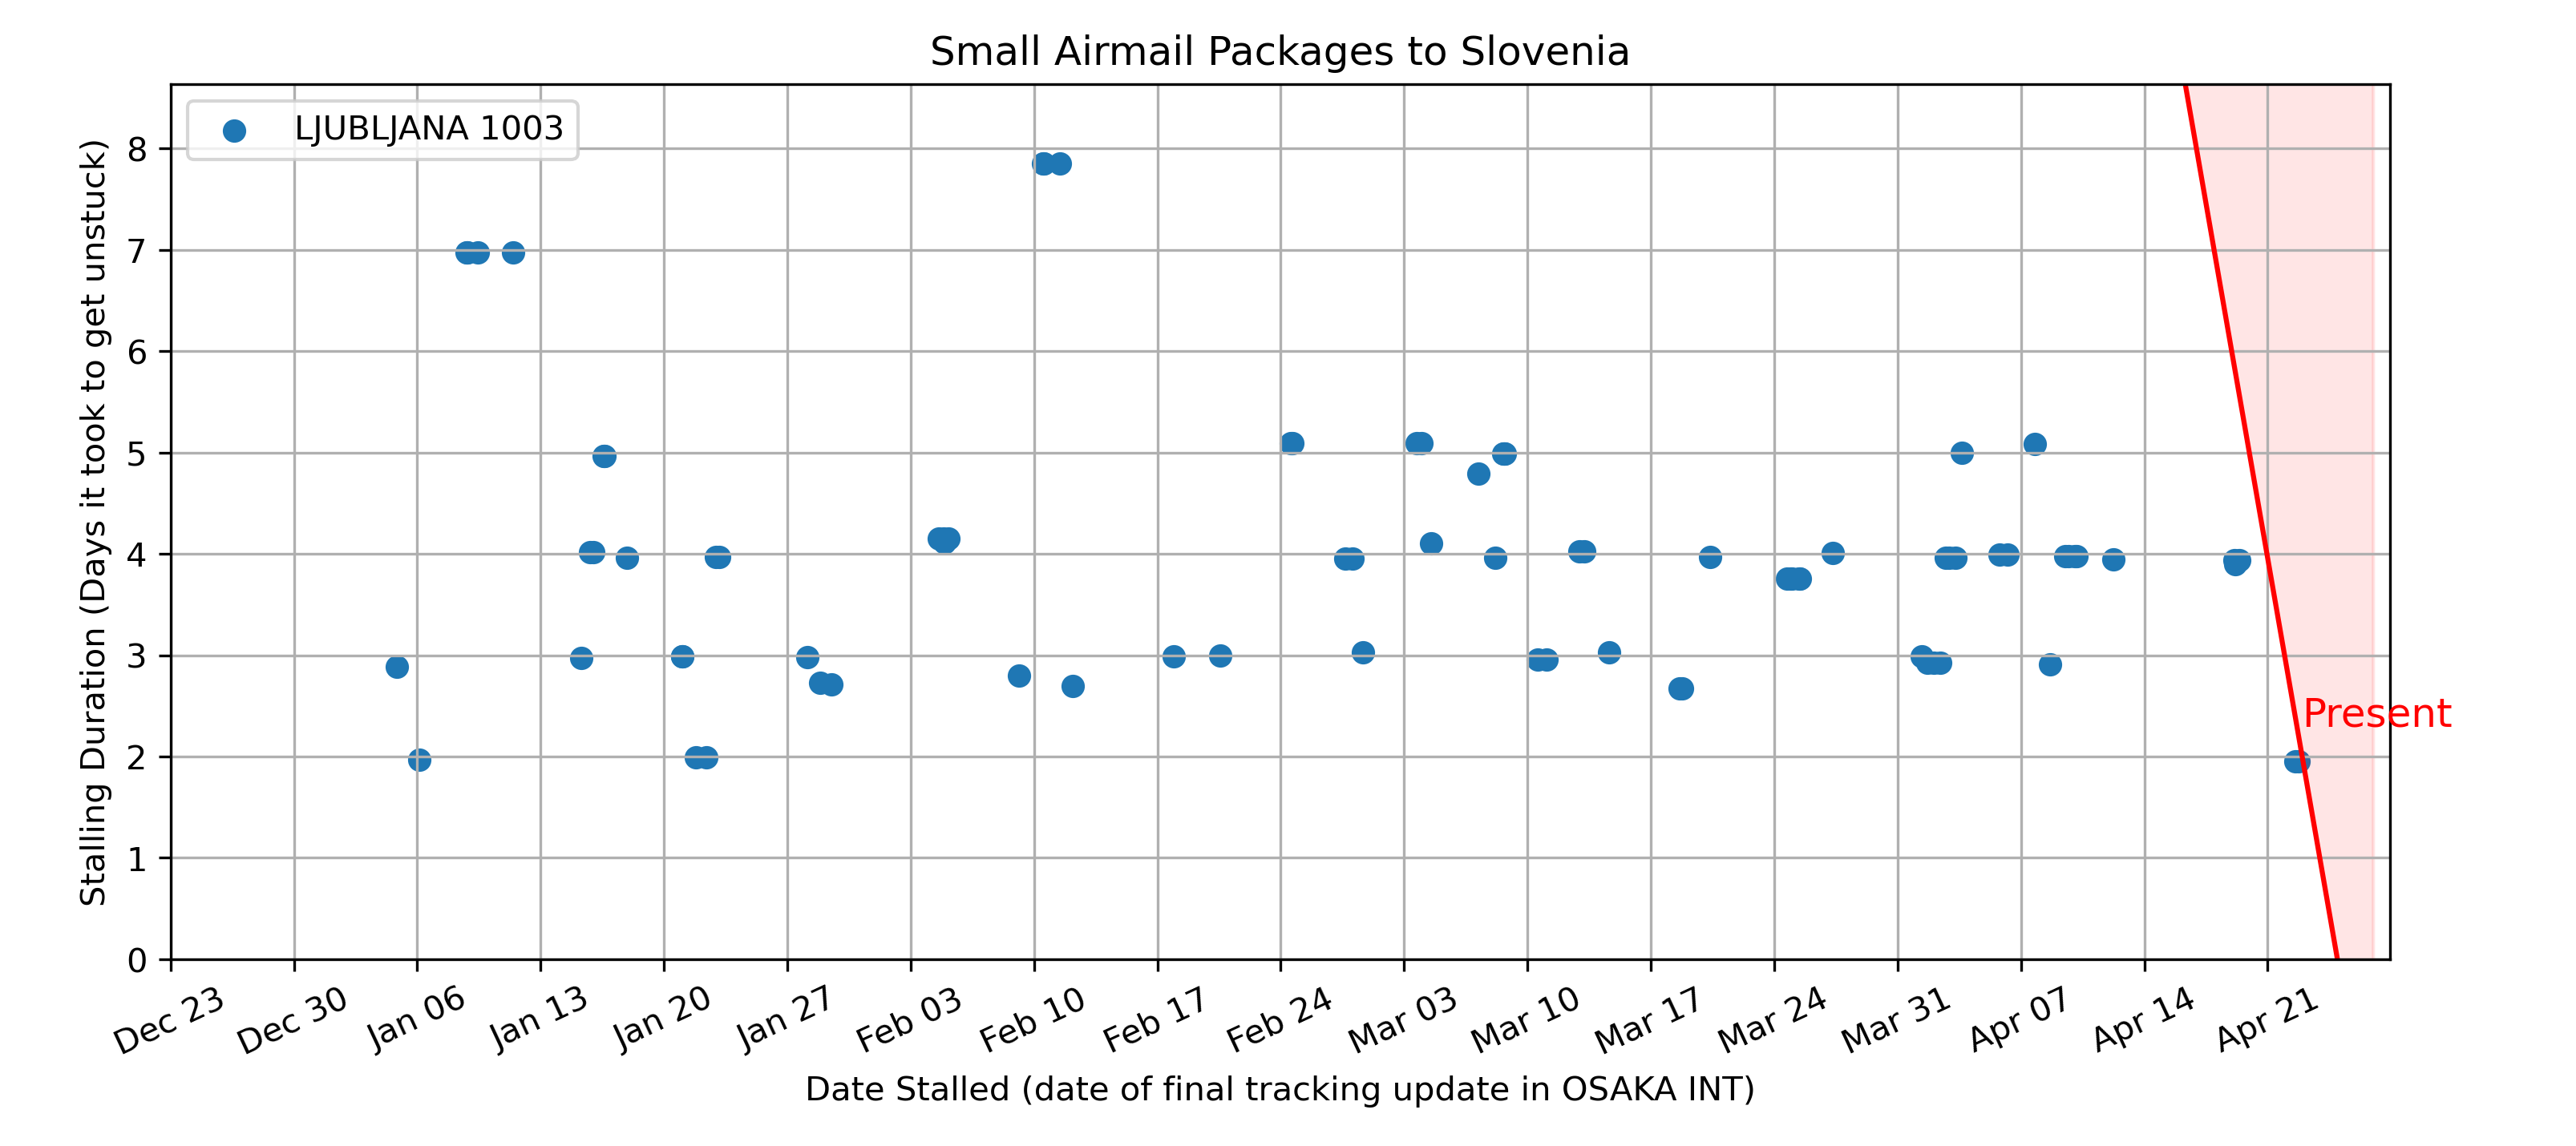 Small Airmail Packages to Slovenia
LJUBLJANA 1003
Stalling Duration (Days it took to get unstuck)
8
7
6
5
4
3
2
1
0
Present
Dec 23
Dec 30
Jan 06
Jan 13
Jan 20
Jan 27
Feb 03
Feb 10
Feb 17
Feb 24
Mar 03
Mar 10
Mar 17
Mar 24
Mar 31
Apr 07
Apr 14
Apr 21
Date Stalled (date of final tracking update in OSAKA INT)